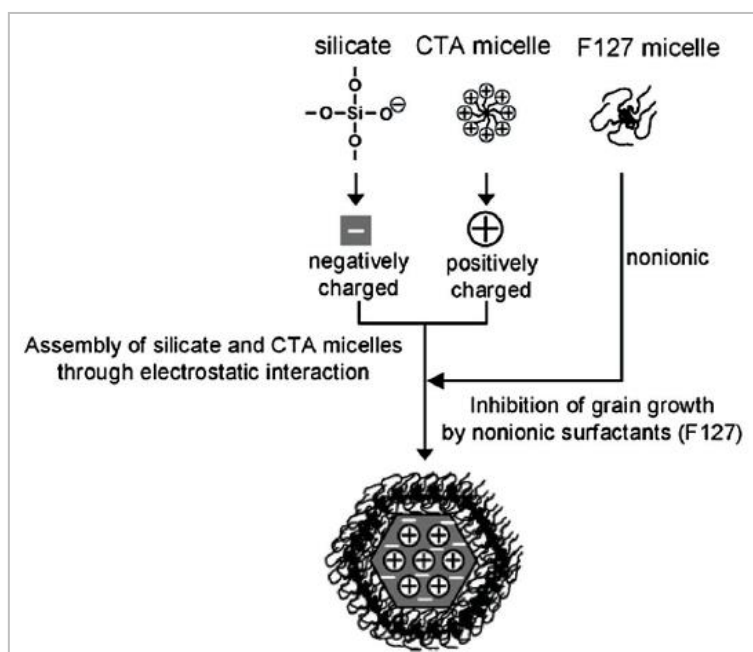 silicate CTA micelle F127 micelle
O
O Si O ⊖
O
− +
negatively charged
positively charged
nonionic
Assembly of silicate and CTA micelles
through electrostatic interaction
Inhibition of grain growth
by nonionic surfactants (F127)